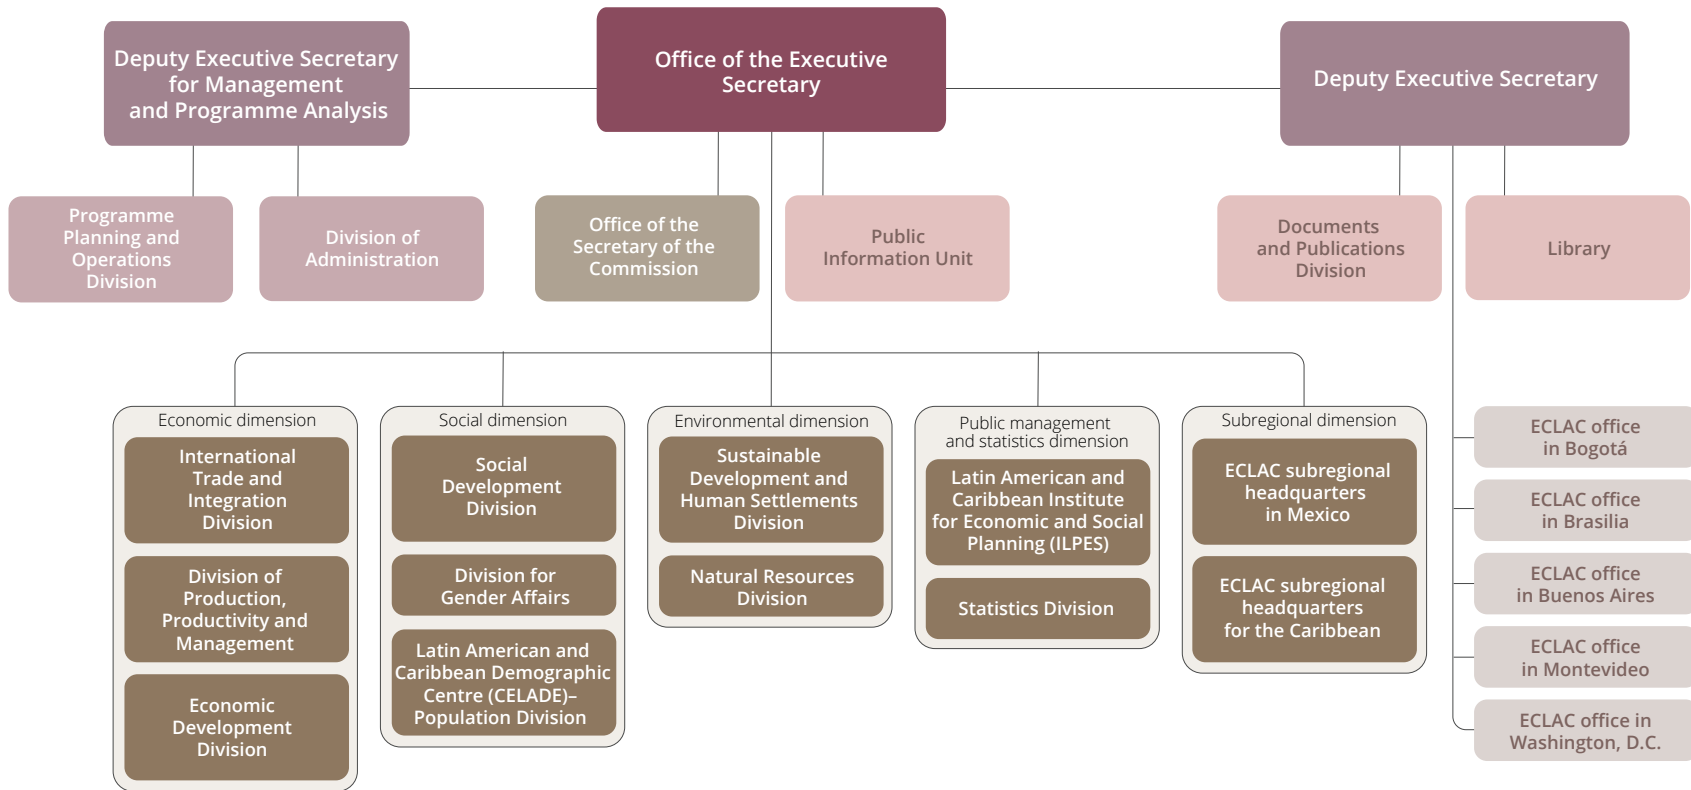 Deputy Executive Secretary
for Management
and Programme Analysis
Office of the Executive
Secretary
Deputy Executive Secretary
Programme
Planning and
Operations
Division
Division of
Administration
Office of the
Secretary of the
Commission
Public
Information Unit
Documents
and Publications
Division
Library
Economic dimension
International
Trade and
Integration
Division
Division of
Production,
Productivity and
Management
Economic
Development
Division
Social dimension
Social
Development
Division
Division for
Gender Affairs
Latin American and
Caribbean Demographic
Centre (CELADE)–
Population Division
Environmental dimension
Sustainable
Development and
Human Settlements
Division
Natural Resources
Division
Public management
and statistics dimension
Latin American and
Caribbean Institute
for Economic and Social
Planning (ILPES)
Statistics Division
Subregional dimension
ECLAC subregional
headquarters
in Mexico
ECLAC subregional
headquarters
for the Caribbean
ECLAC office
in Bogotá
ECLAC office
in Brasilia
ECLAC office
in Buenos Aires
ECLAC office
in Montevideo
ECLAC office in
Washington, D.C.